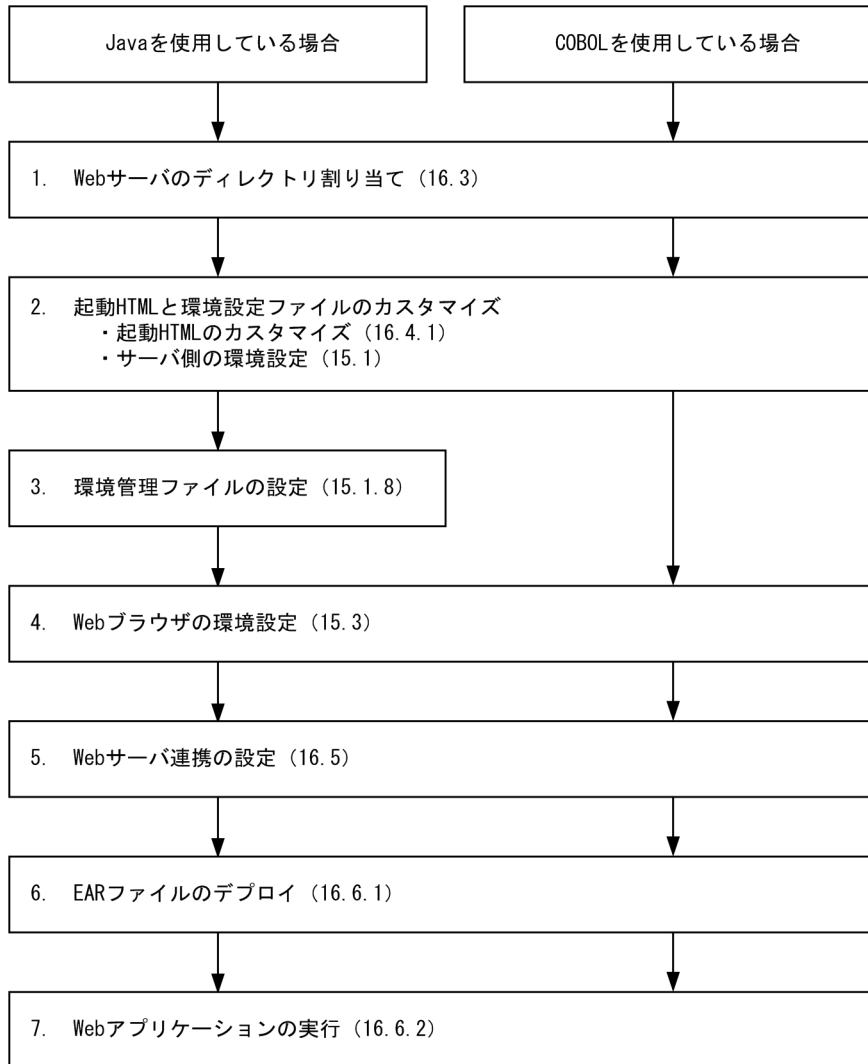 Javaを使用している場合
COBOLを使用している場合
1. Webサーバのディレクトリ割り当て（16.3）
2. 起動HTMLと環境設定ファイルのカスタマイズ
・起動HTMLのカスタマイズ（16.4.1）
・サーバ側の環境設定（15.1）
3. 環境管理ファイルの設定（15.1.8）
4. Webブラウザの環境設定（15.3）
5. Webサーバ連携の設定（16.5）
6. EARファイルのデプロイ（16.6.1）
7. Webアプリケーションの実行（16.6.2）